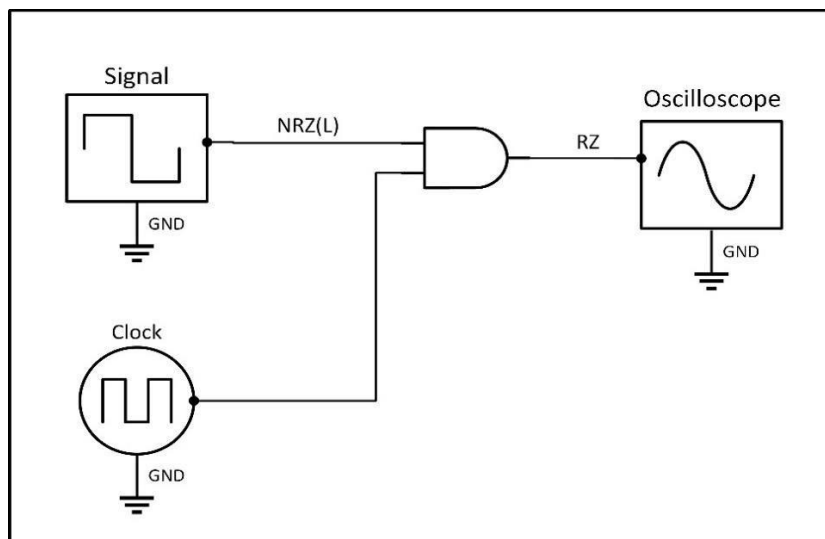 Signal
NRZ(L)
Oscilloscope
RZ
GND
GND
Clock
GND